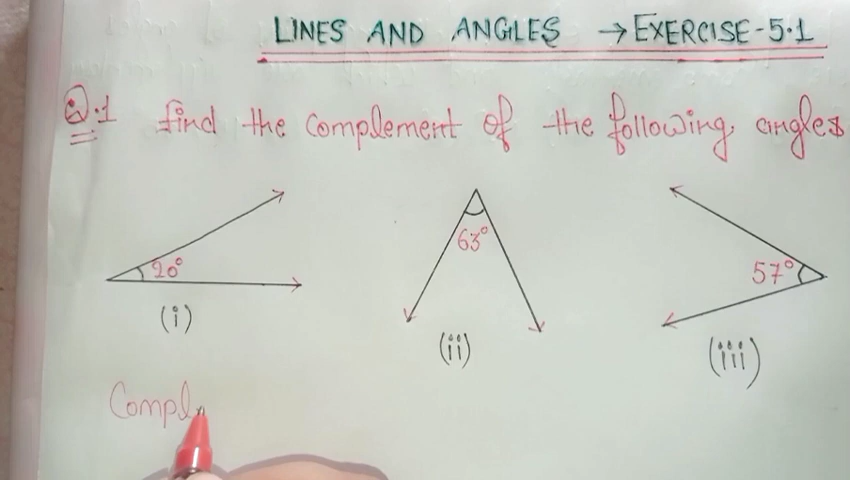 LINES AND ANGLES → EXERCISE-5.1
Q.1 find the complement of the following angles
20° 63° 57°
(i) (ii) (iii)
Compl